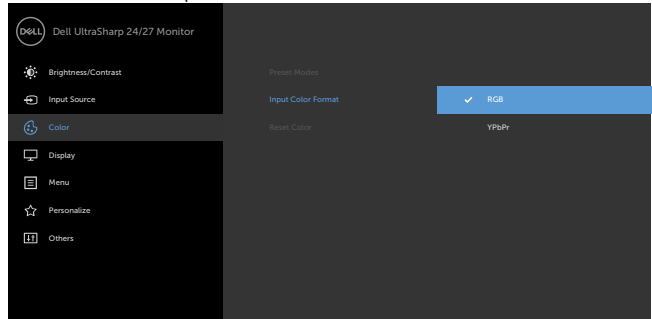 DELL Dell UltraSharp 24/27 Monitor
Brightness/Contrast Preset Modes
Input Source Input Color Format RGB
Color Reset Color YPbPr
Display
Menu
Personalize
Others